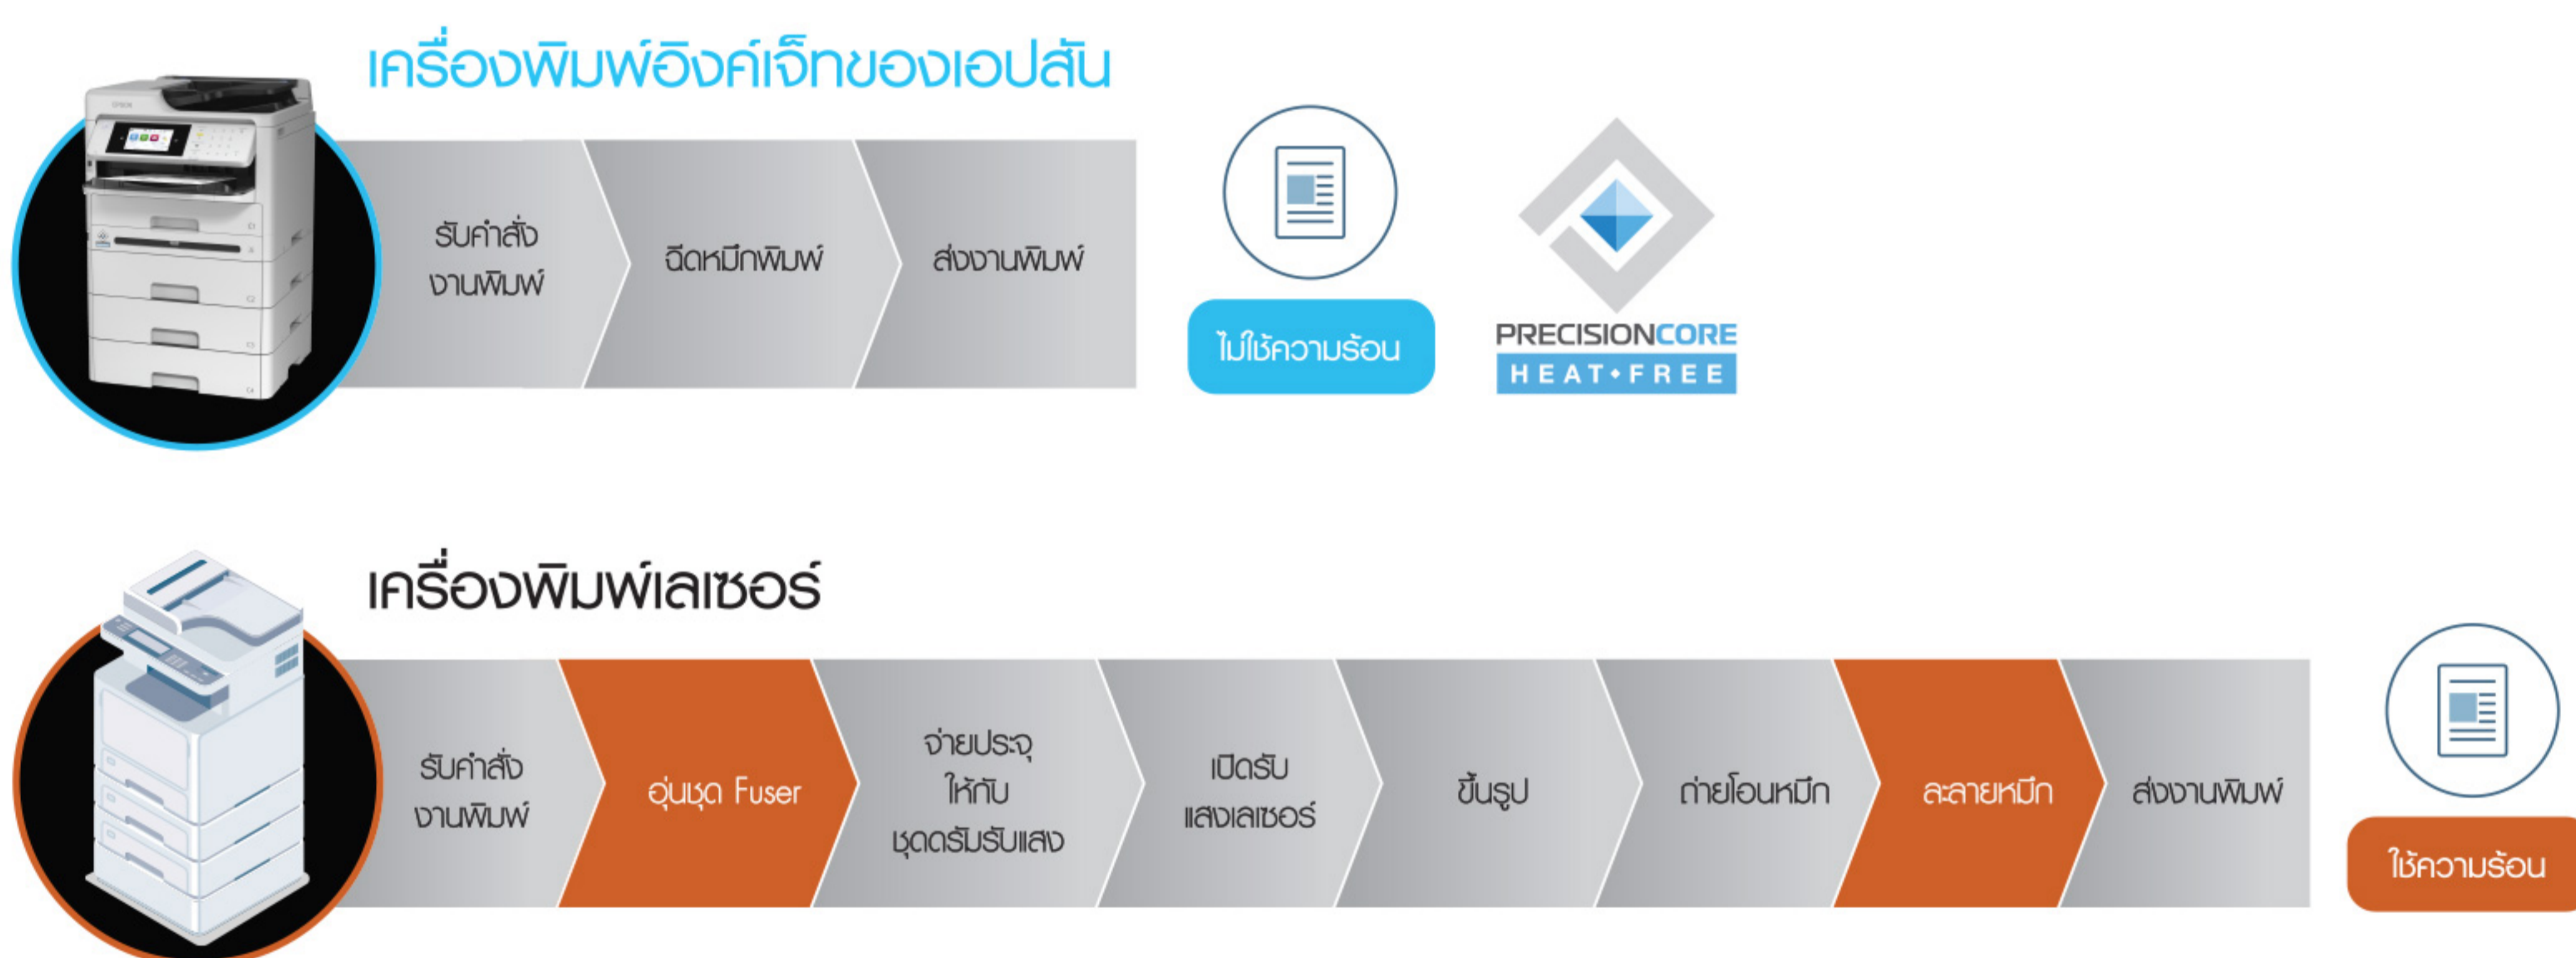 เครื่องพิมพ์อิงค์เจ็ทของเอปสัน
EPSON
รับคำสั่ง
งานพิมพ์
ฉีดหมึกพิมพ์
ส่งงานพิมพ์
ไม่ใช้ความร้อน
PRECISIONCORE
HEAT•FREE
เครื่องพิมพ์เลเซอร์
รับคำสั่ง
งานพิมพ์
อุ่นชุด Fuser
จ่ายประจุ
ให้กับ
ชุดดรัมรับแสง
เปิดรับ
แสงเลเซอร์
ขึ้นรูป
ถ่ายโอนหมึก
ละลายหมึก
ส่งงานพิมพ์
ใช้ความร้อน